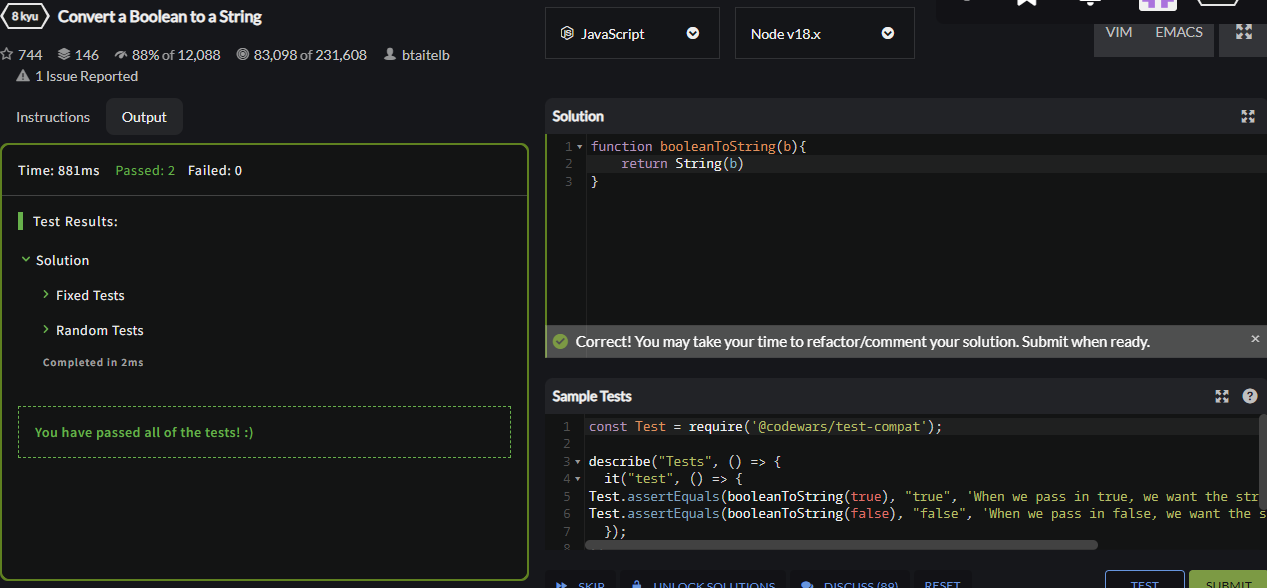 8 kyu Convert a Boolean to a String
744 146 88% of 12,088 83,098 of 231,608 btaitelb
1 Issue Reported
Instructions Output
Time: 881ms Passed: 2 Failed: 0
Test Results:
Solution
Fixed Tests
Random Tests
Completed in 2ms
You have passed all of the tests! :)
JavaScript
Node v18.x
VIM EMACS
Solution
1 function booleanToString(b){
2 return String(b)
3 }
Correct! You may take your time to refactor/comment your solution. Submit when ready. ×
Sample Tests ?
1 const Test = require('@codewars/test-compat');
2
3 describe("Tests", () => {
4 it("test", () => {
5 Test.assertEquals(booleanToString(true), "true", 'When we pass in true, we want the str
6 Test.assertEquals(booleanToString(false), "false", 'When we pass in false, we want the s
7 });
8
SKIP UNLOCK SOLUTIONS DISCUSS (89) RESET TEST SUBMIT